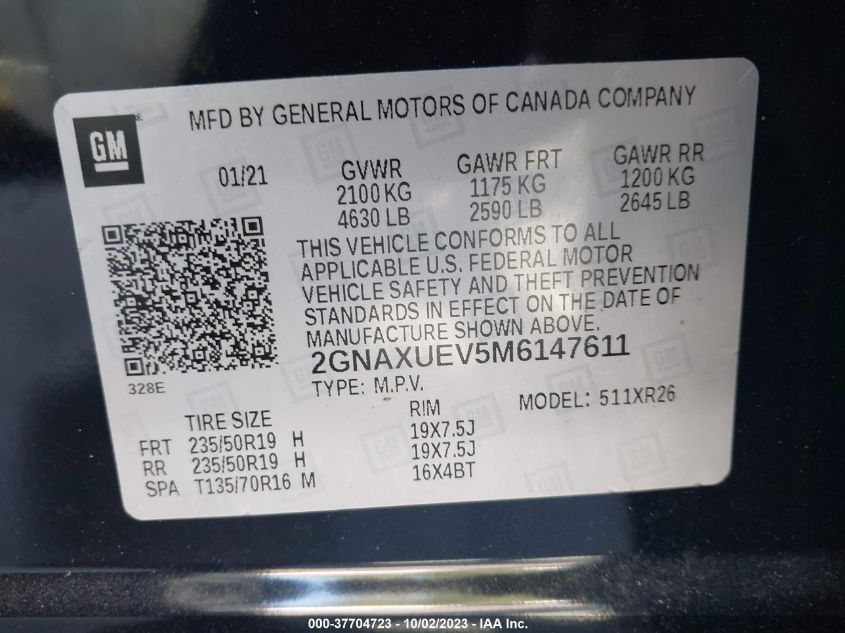 MFD BY GENERAL MOTORS OF CANADA COMPANY
GM
01/21 GVWR GAWR FRT GAWR RR
2100 KG 1175 KG 1200 KG
4630 LB 2590 LB 2645 LB
THIS VEHICLE CONFORMS TO ALL
APPLICABLE U.S. FEDERAL MOTOR
VEHICLE SAFETY AND THEFT PREVENTION
STANDARDS IN EFFECT ON THE DATE OF
MANUFACTURE SHOWN ABOVE.
2GNAXUEV5M6147611
328E
TYPE: M.P.V. MODEL: 511XR26
TIRE SIZE RIM
FRT 235/50R19 H 19X7.5J
RR 235/50R19 H 19X7.5J
SPA T135/70R16 M 16X4BT
000-37704723 - 10/02/2023 - IAA Inc.